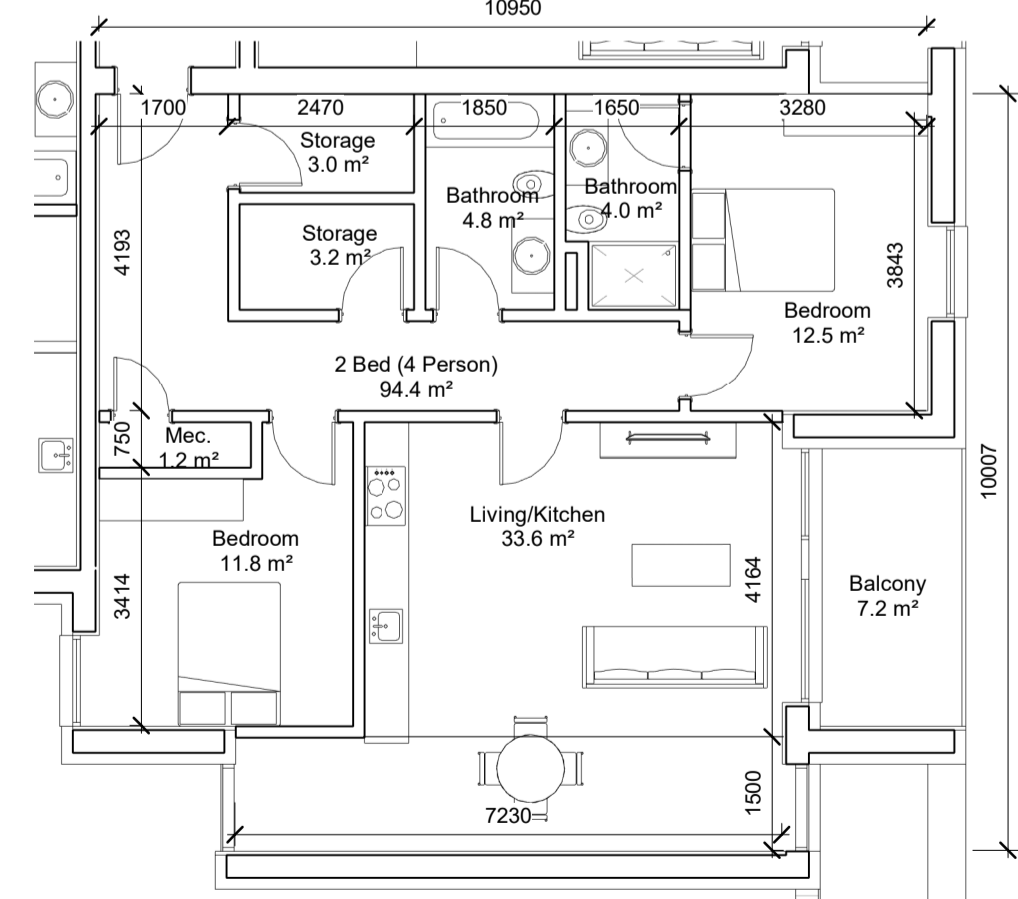 10950
1700
2470
1850
1650
3280
Storage
3.0 m²
Bathroom
4.8 m²
Bathroom
4.0 m²
Storage
3.2 m²
4193
3843
Bedroom
12.5 m²
2 Bed (4 Person)
94.4 m²
750
Mec.
1.2 m²
10007
Living/Kitchen
33.6 m²
Bedroom
11.8 m²
3414
4164
Balcony
7.2 m²
1500
7230